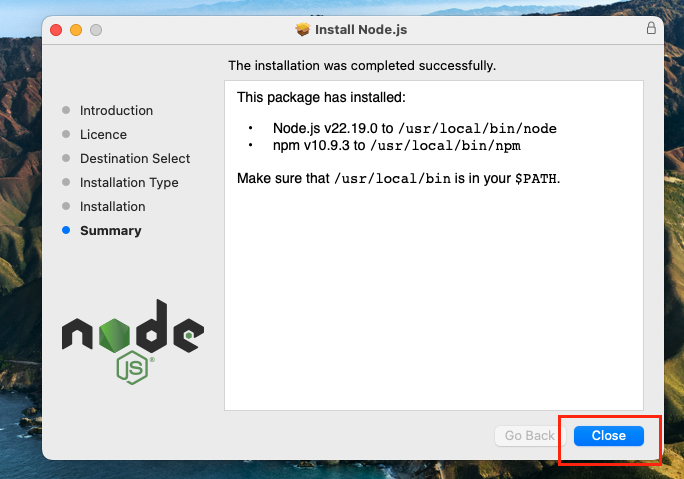 Install Node.js
The installation was completed successfully.
Introduction
Licence
Destination Select
Installation Type
Installation
Summary
This package has installed:
• Node.js v22.19.0 to /usr/local/bin/node
• npm v10.9.3 to /usr/local/bin/npm
Make sure that /usr/local/bin is in your $PATH.
node
JS®
Go Back
Close